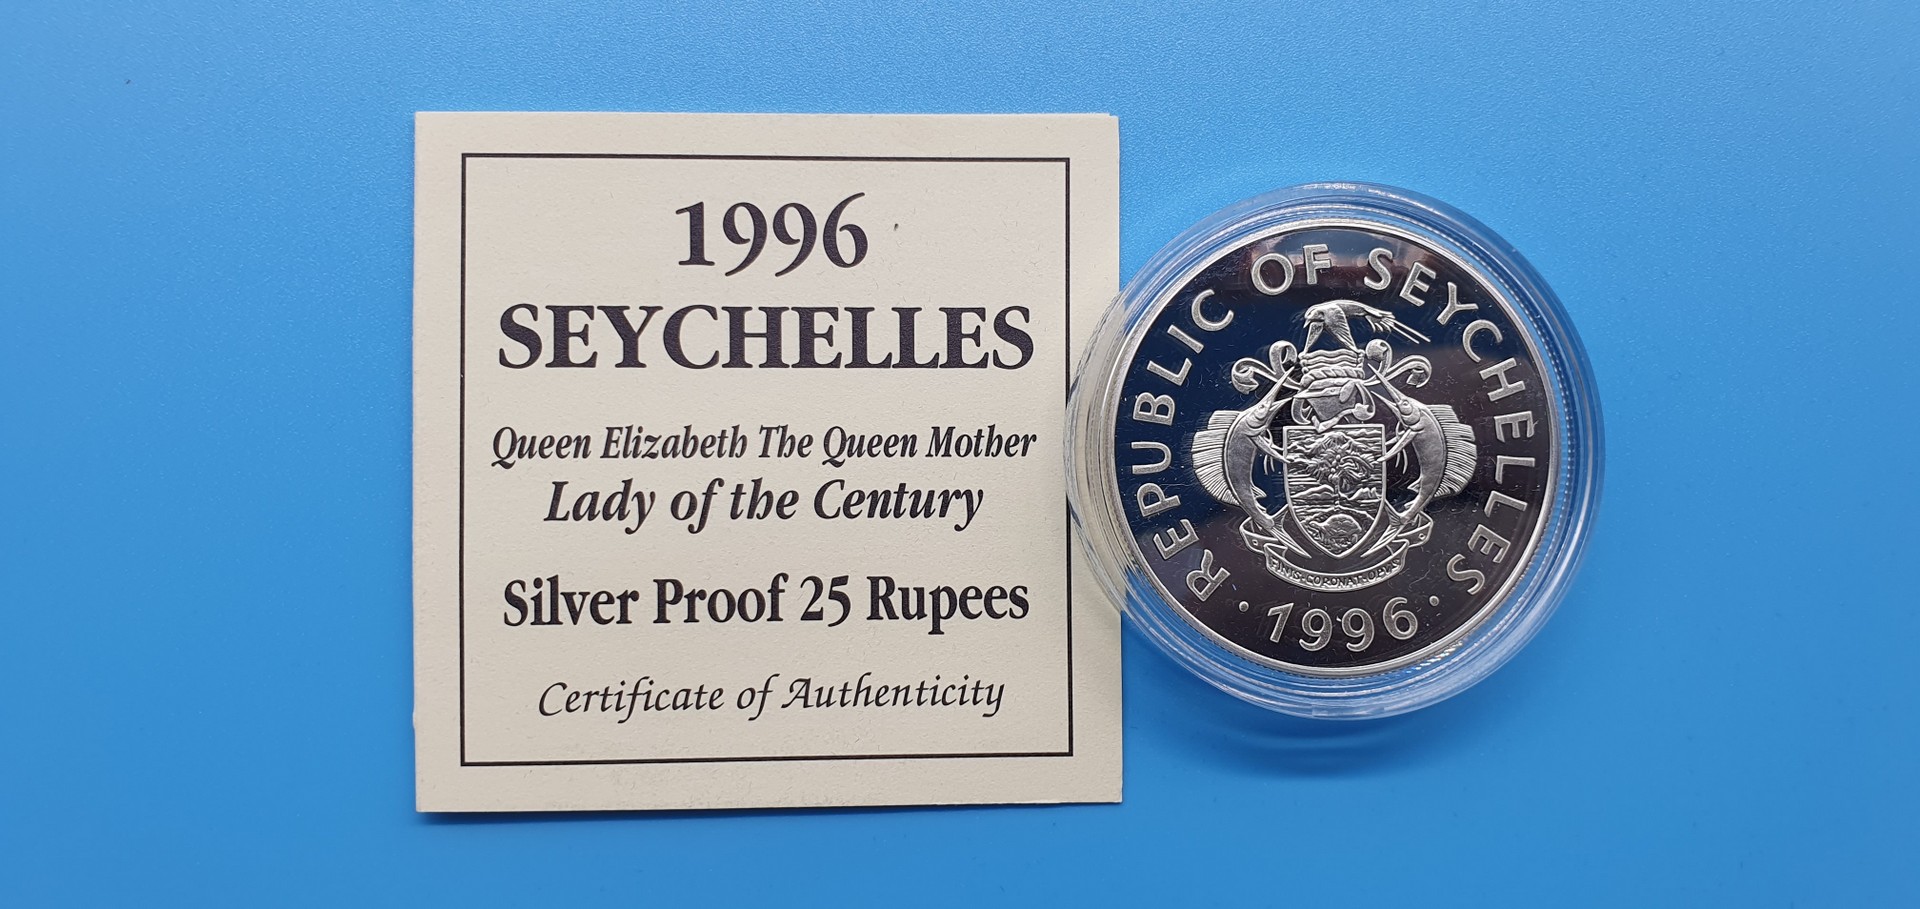 1996
SEYCHELLES
Queen Elizabeth The Queen Mother
Lady of the Century
Silver Proof 25 Rupees
Certificate of Authenticity
REPUBLIC OF SEYCHELLES
· 1996 ·
FINIS·CORONAT·OPUS